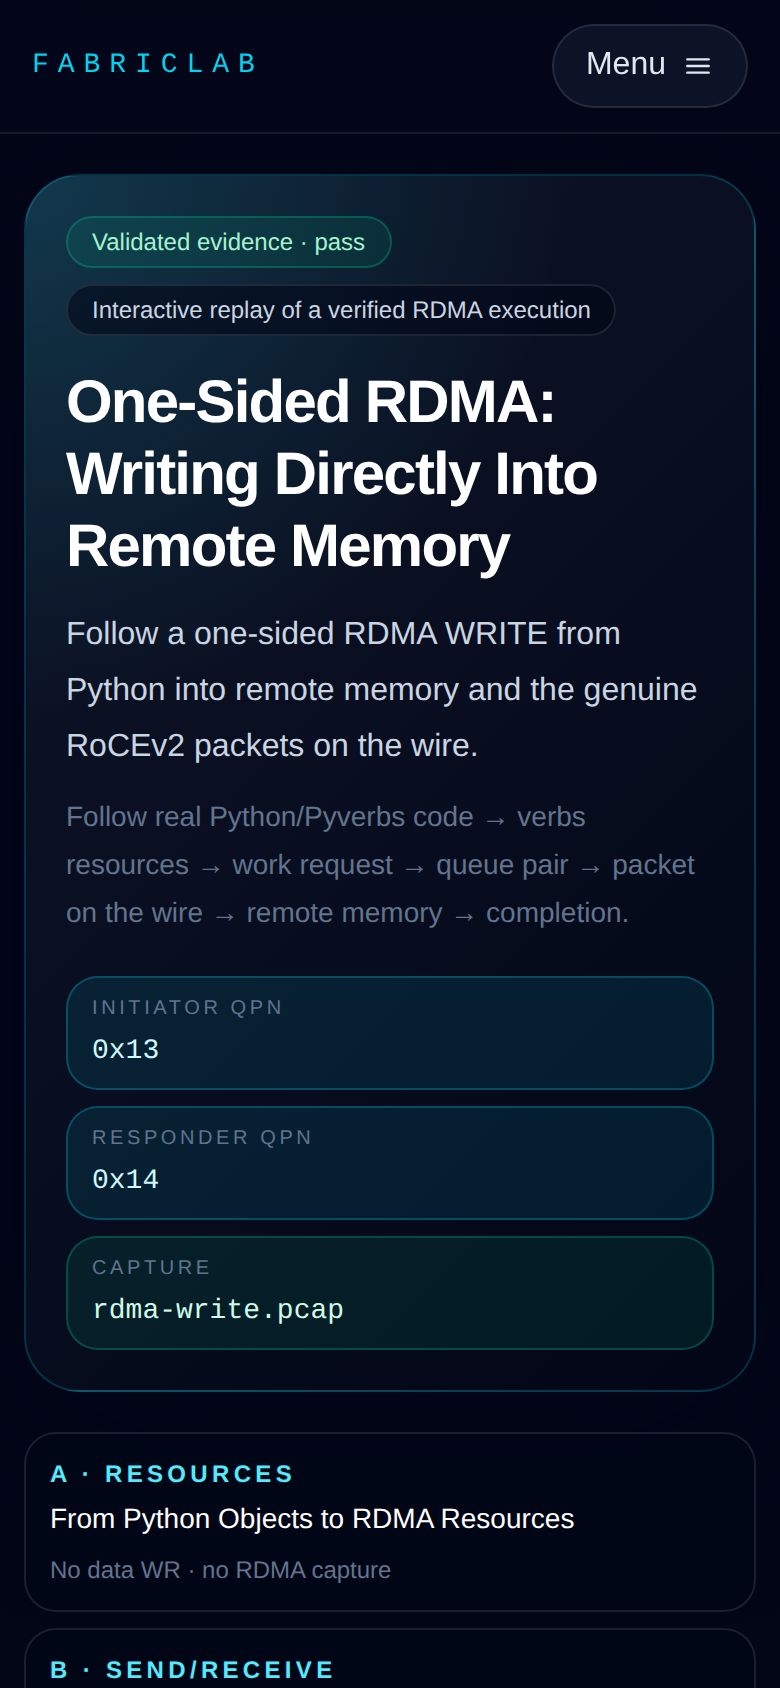 FABRICLAB
Menu
Validated evidence · pass
Interactive replay of a verified RDMA execution
One-Sided RDMA:
Writing Directly Into
Remote Memory
Follow a one-sided RDMA WRITE from
Python into remote memory and the genuine
RoCEv2 packets on the wire.
Follow real Python/Pyverbs code → verbs
resources → work request → queue pair → packet
on the wire → remote memory → completion.
INITIATOR QPN
0x13
RESPONDER QPN
0x14
CAPTURE
rdma-write.pcap
A · RESOURCES
From Python Objects to RDMA Resources
No data WR · no RDMA capture
B · SEND/RECEIVE